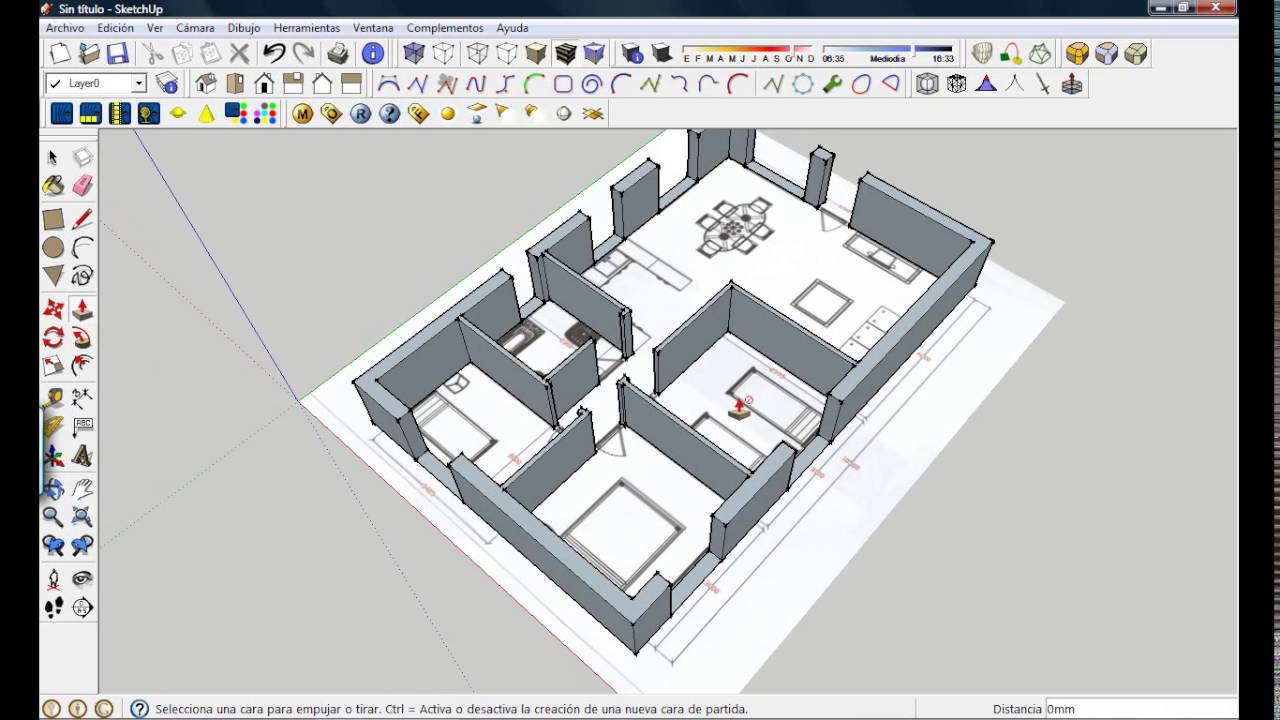 Sin título - SketchUp
Archivo Edición Ver Cámara Dibujo Herramientas Ventana Complementos Ayuda
E F M A M J J A S O N D 06:35 Mediodía 16:33
Layer0
M O R ? F
ABC
Selecciona una cara para empujar o tirar. Ctrl = Activa o desactiva la creación de una nueva cara de partida.
Distancia 0mm